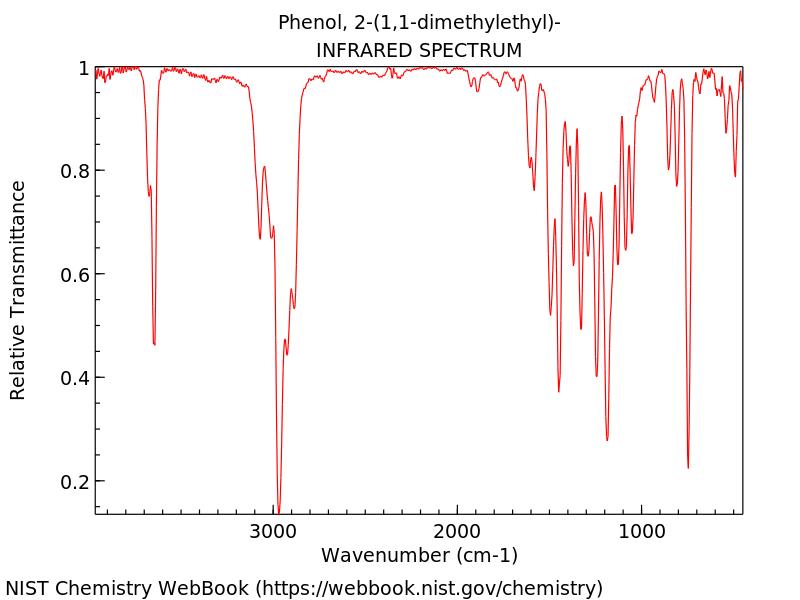 Phenol, 2-(1,1-dimethylethyl)-
INFRARED SPECTRUM
1
0.8
0.6
0.4
0.2
Relative Transmittance
3000 2000 1000
Wavenumber (cm-1)
NIST Chemistry WebBook (https://webbook.nist.gov/chemistry)